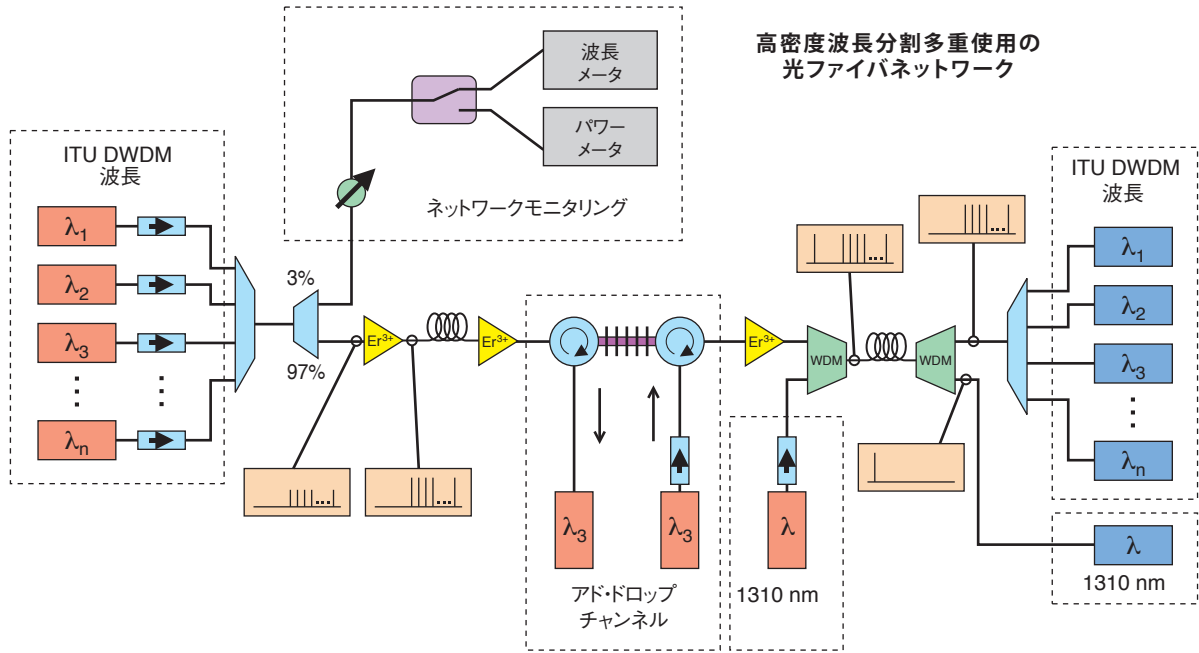 高密度波長分割多重使用の
光ファイバネットワーク
波長
メータ
パワー
メータ
ネットワークモニタリング
ITU DWDM
波長
λ1
λ2
λ3
λn
3%
97%
Er3+
Er3+
λ3
λ3
アド・ドロップ
チャンネル
Er3+
WDM
λ
1310 nm
WDM
ITU DWDM
波長
λ1
λ2
λ3
λn
λ
1310 nm